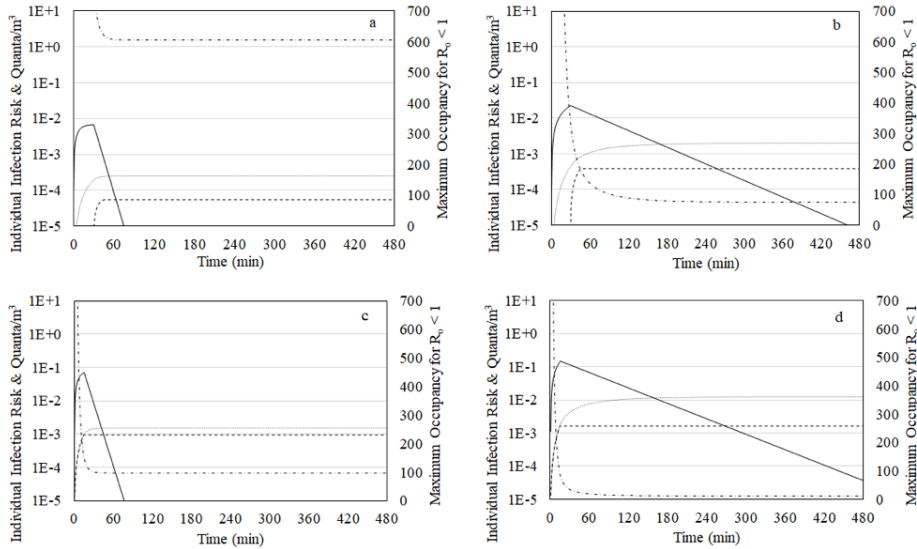 a
Individual Infection Risk & Quanta/m³
1E+1
1E+0
1E-1
1E-2
1E-3
1E-4
1E-5
700
600
500
400
300
200
100
0
Maximum Occupancy for Rₒ < 1
0 60 120 180 240 300 360 420 480
Time (min)
b
Individual Infection Risk & Quanta/m³
1E+1
1E+0
1E-1
1E-2
1E-3
1E-4
1E-5
700
600
500
400
300
200
100
0
Maximum Occupancy for Rₒ < 1
0 60 120 180 240 300 360 420 480
Time (min)
c
Individual Infection Risk & Quanta/m³
1E+1
1E+0
1E-1
1E-2
1E-3
1E-4
1E-5
700
600
500
400
300
200
100
0
Maximum Occupancy for Rₒ < 1
0 60 120 180 240 300 360 420 480
Time (min)
d
Individual Infection Risk & Quanta/m³
1E+1
1E+0
1E-1
1E-2
1E-3
1E-4
1E-5
700
600
500
400
300
200
100
0
Maximum Occupancy for Rₒ < 1
0 60 120 180 240 300 360 420 480
Time (min)